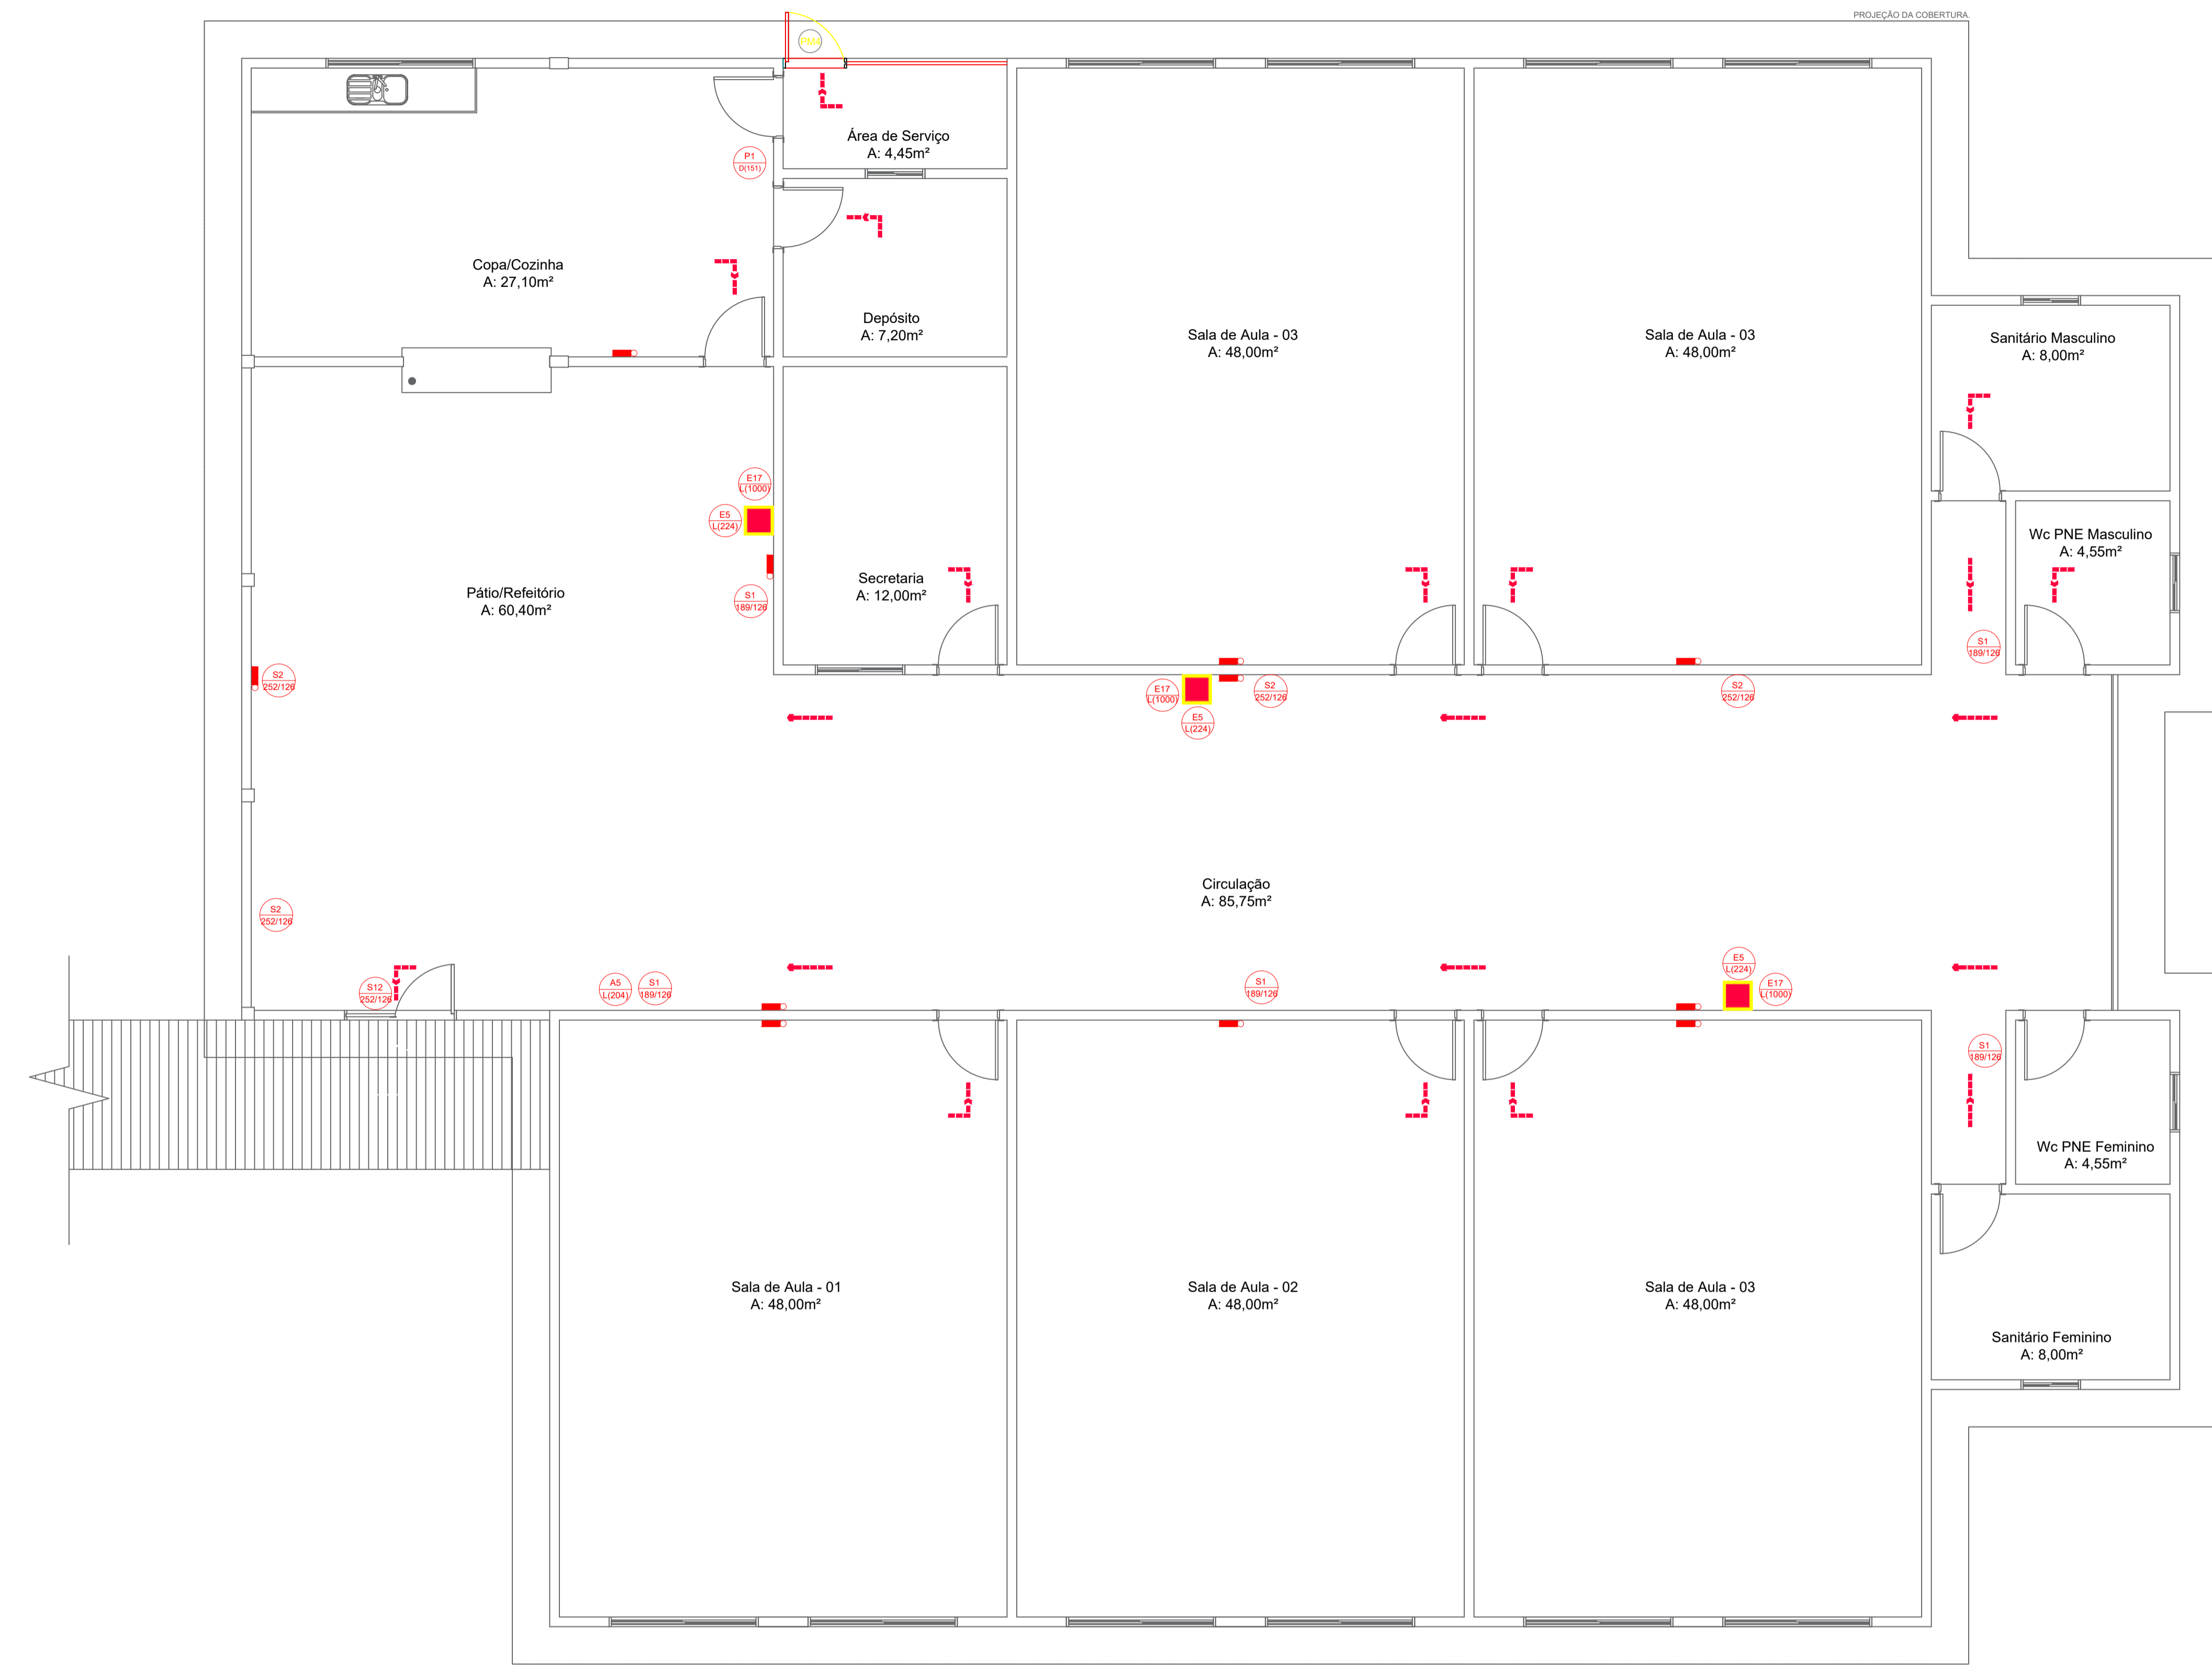 PROJEÇÃO DA COBERTURA.
PM4
Área de Serviço
A: 4,45m²
P1
D(151)
Copa/Cozinha
A: 27,10m²
Depósito
A: 7,20m²
Sala de Aula - 03
A: 48,00m²
Sala de Aula - 03
A: 48,00m²
Sanitário Masculino
A: 8,00m²
E17
L(1000)
E5
L(224)
Wc PNE Masculino
A: 4,55m²
Pátio/Refeitório
A: 60,40m²
S1
189/126
Secretaria
A: 12,00m²
S1
189/126
S2
252/126
E17
L(1000)
S2
252/126
S2
252/126
E5
L(224)
Circulação
A: 85,75m²
S2
252/126
S12
252/126
A5
L(204)
S1
189/126
S1
189/126
E5
L(224)
E17
L(1000)
S1
189/126
Wc PNE Feminino
A: 4,55m²
Sala de Aula - 01
A: 48,00m²
Sala de Aula - 02
A: 48,00m²
Sala de Aula - 03
A: 48,00m²
Sanitário Feminino
A: 8,00m²